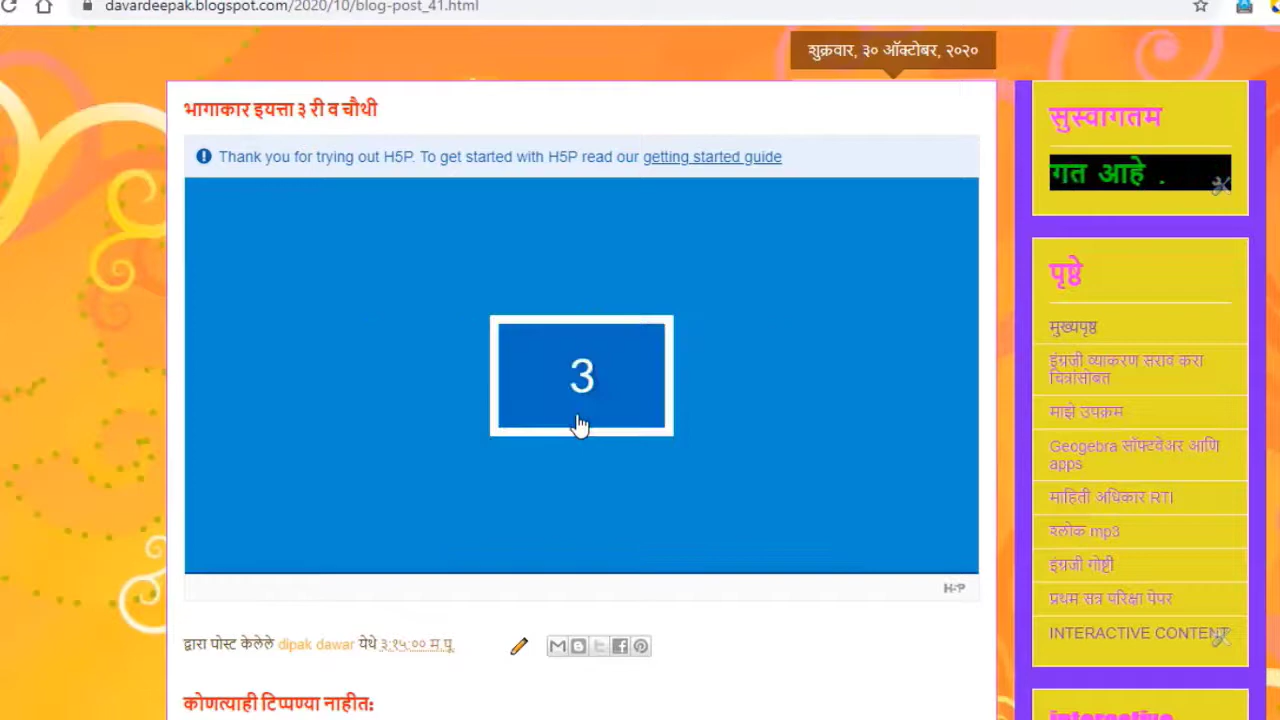 davardeepak.blogspot.com/2020/10/blog-post_41.html
शुक्रवार, ३० ऑक्टोबर, २०२०
भागाकार इयत्ता ३ री व चौथी
Thank you for trying out H5P. To get started with H5P read our getting started guide
3
H5P
द्वारा पोस्ट केलेले dipak dawar येथे ३:१५:०० म.पू.
कोणत्याही टिप्पण्या नाहीत:
सुस्वागतम
गत आहे .
पृष्ठे
मुख्यपृष्ठ
इंग्रजी व्याकरण सराव करा
चित्रांसोबत
माझे उपक्रम
Geogebra सॉफ्टवेअर आणि
apps
माहिती अधिकार RTI
श्लोक mp3
इंग्रजी गोष्टी
प्रथम सत्र परिक्षा पेपर
INTERACTIVE CONTENT
interactive